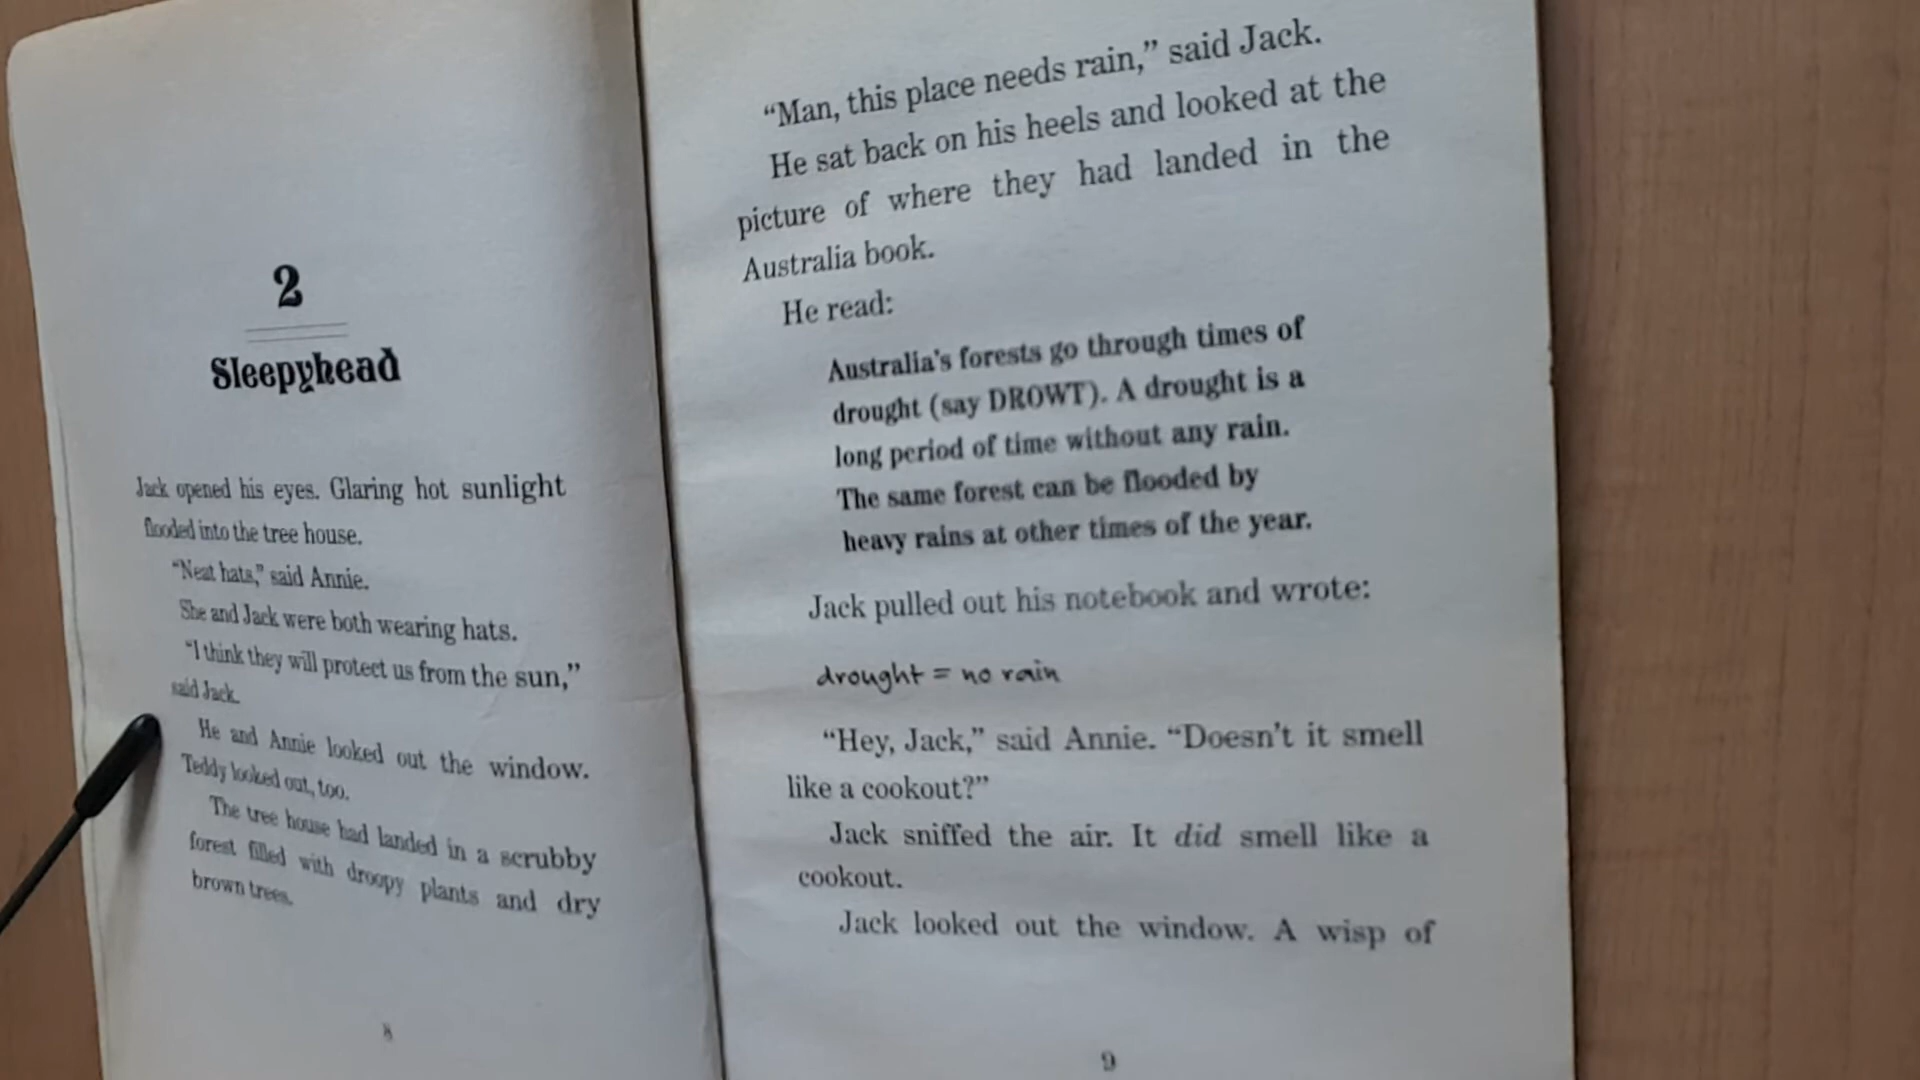 2
Sleepyhead
Jack opened his eyes. Glaring hot sunlight
flooded into the tree house.
“Neat hats,” said Annie.
She and Jack were both wearing hats.
“I think they will protect us from the sun,”
said Jack.
He and Annie looked out the window.
Teddy looked out, too.
The tree house had landed in a scrubby
forest filled with droopy plants and dry
brown trees.
8
“Man, this place needs rain,” said Jack.
He sat back on his heels and looked at the
picture of where they had landed in the
Australia book.
He read:
Australia’s forests go through times of
drought (say DROWT). A drought is a
long period of time without any rain.
The same forest can be flooded by
heavy rains at other times of the year.
Jack pulled out his notebook and wrote:
drought = no rain
“Hey, Jack,” said Annie. “Doesn’t it smell
like a cookout?”
Jack sniffed the air. It did smell like a
cookout.
Jack looked out the window. A wisp of
9